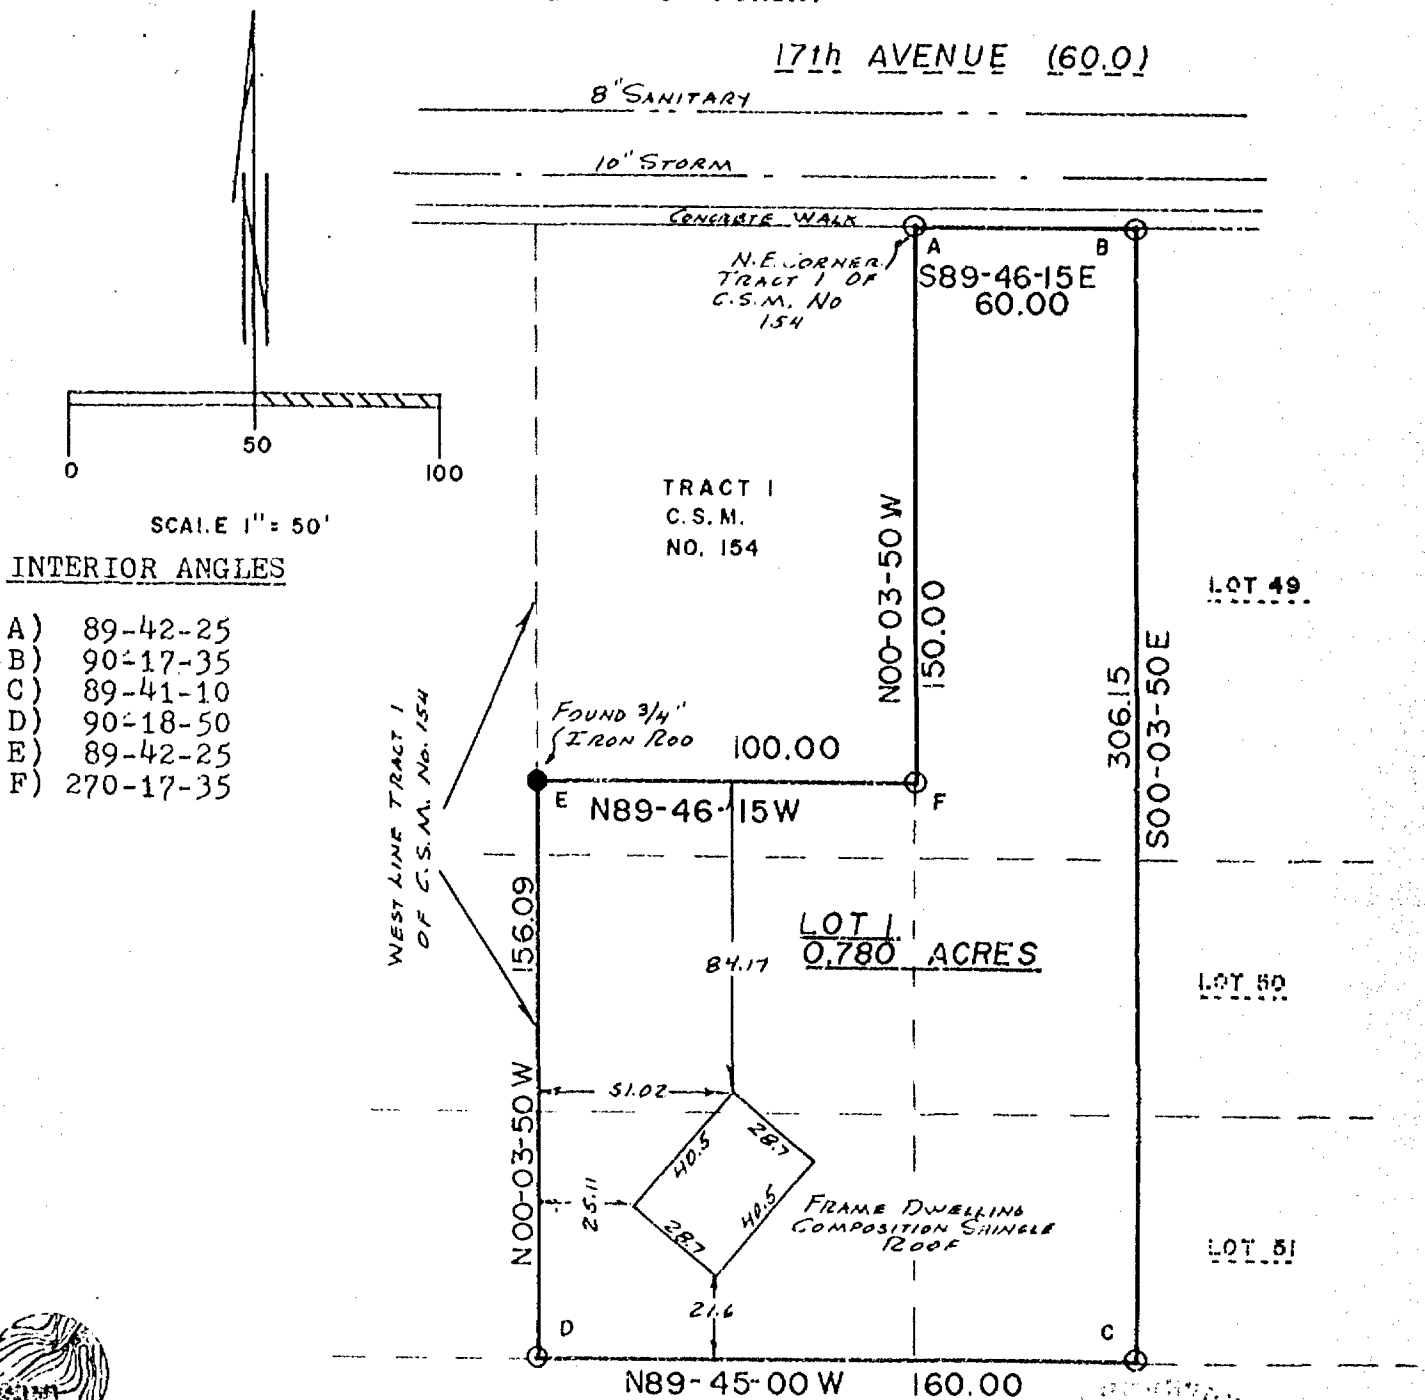 17th AVENUE (60.0)
8" SANITARY
10" STORM
CONCRETE WALK
A
B
N.E. CORNER
TRACT 1 OF
C.S.M. NO
154
S89-46-15E
60.00
0
50
100
SCALE 1" = 50'
TRACT 1
C.S.M.
NO. 154
N00-03-50W
150.00
LOT 49
INTERIOR ANGLES
A) 89-42-25
B) 90-17-35
C) 89-41-10
D) 90-18-50
E) 89-42-25
F) 270-17-35
306.15
S00-03-50E
WEST LINE TRACT 1
OF C.S.M. No. 154
FOUND 3/4"
IRON ROD
100.00
E
N89-46-15W
F
156.09
N00-03-50W
LOT 1
0.780 ACRES
84.17
LOT 50
51.02
28.7
40.5
25.11
40.5
28.7
FRAME DWELLING
COMPOSITION SHINGLE
ROOF
LOT 51
21.6
D
C
N89-45-00W 160.00